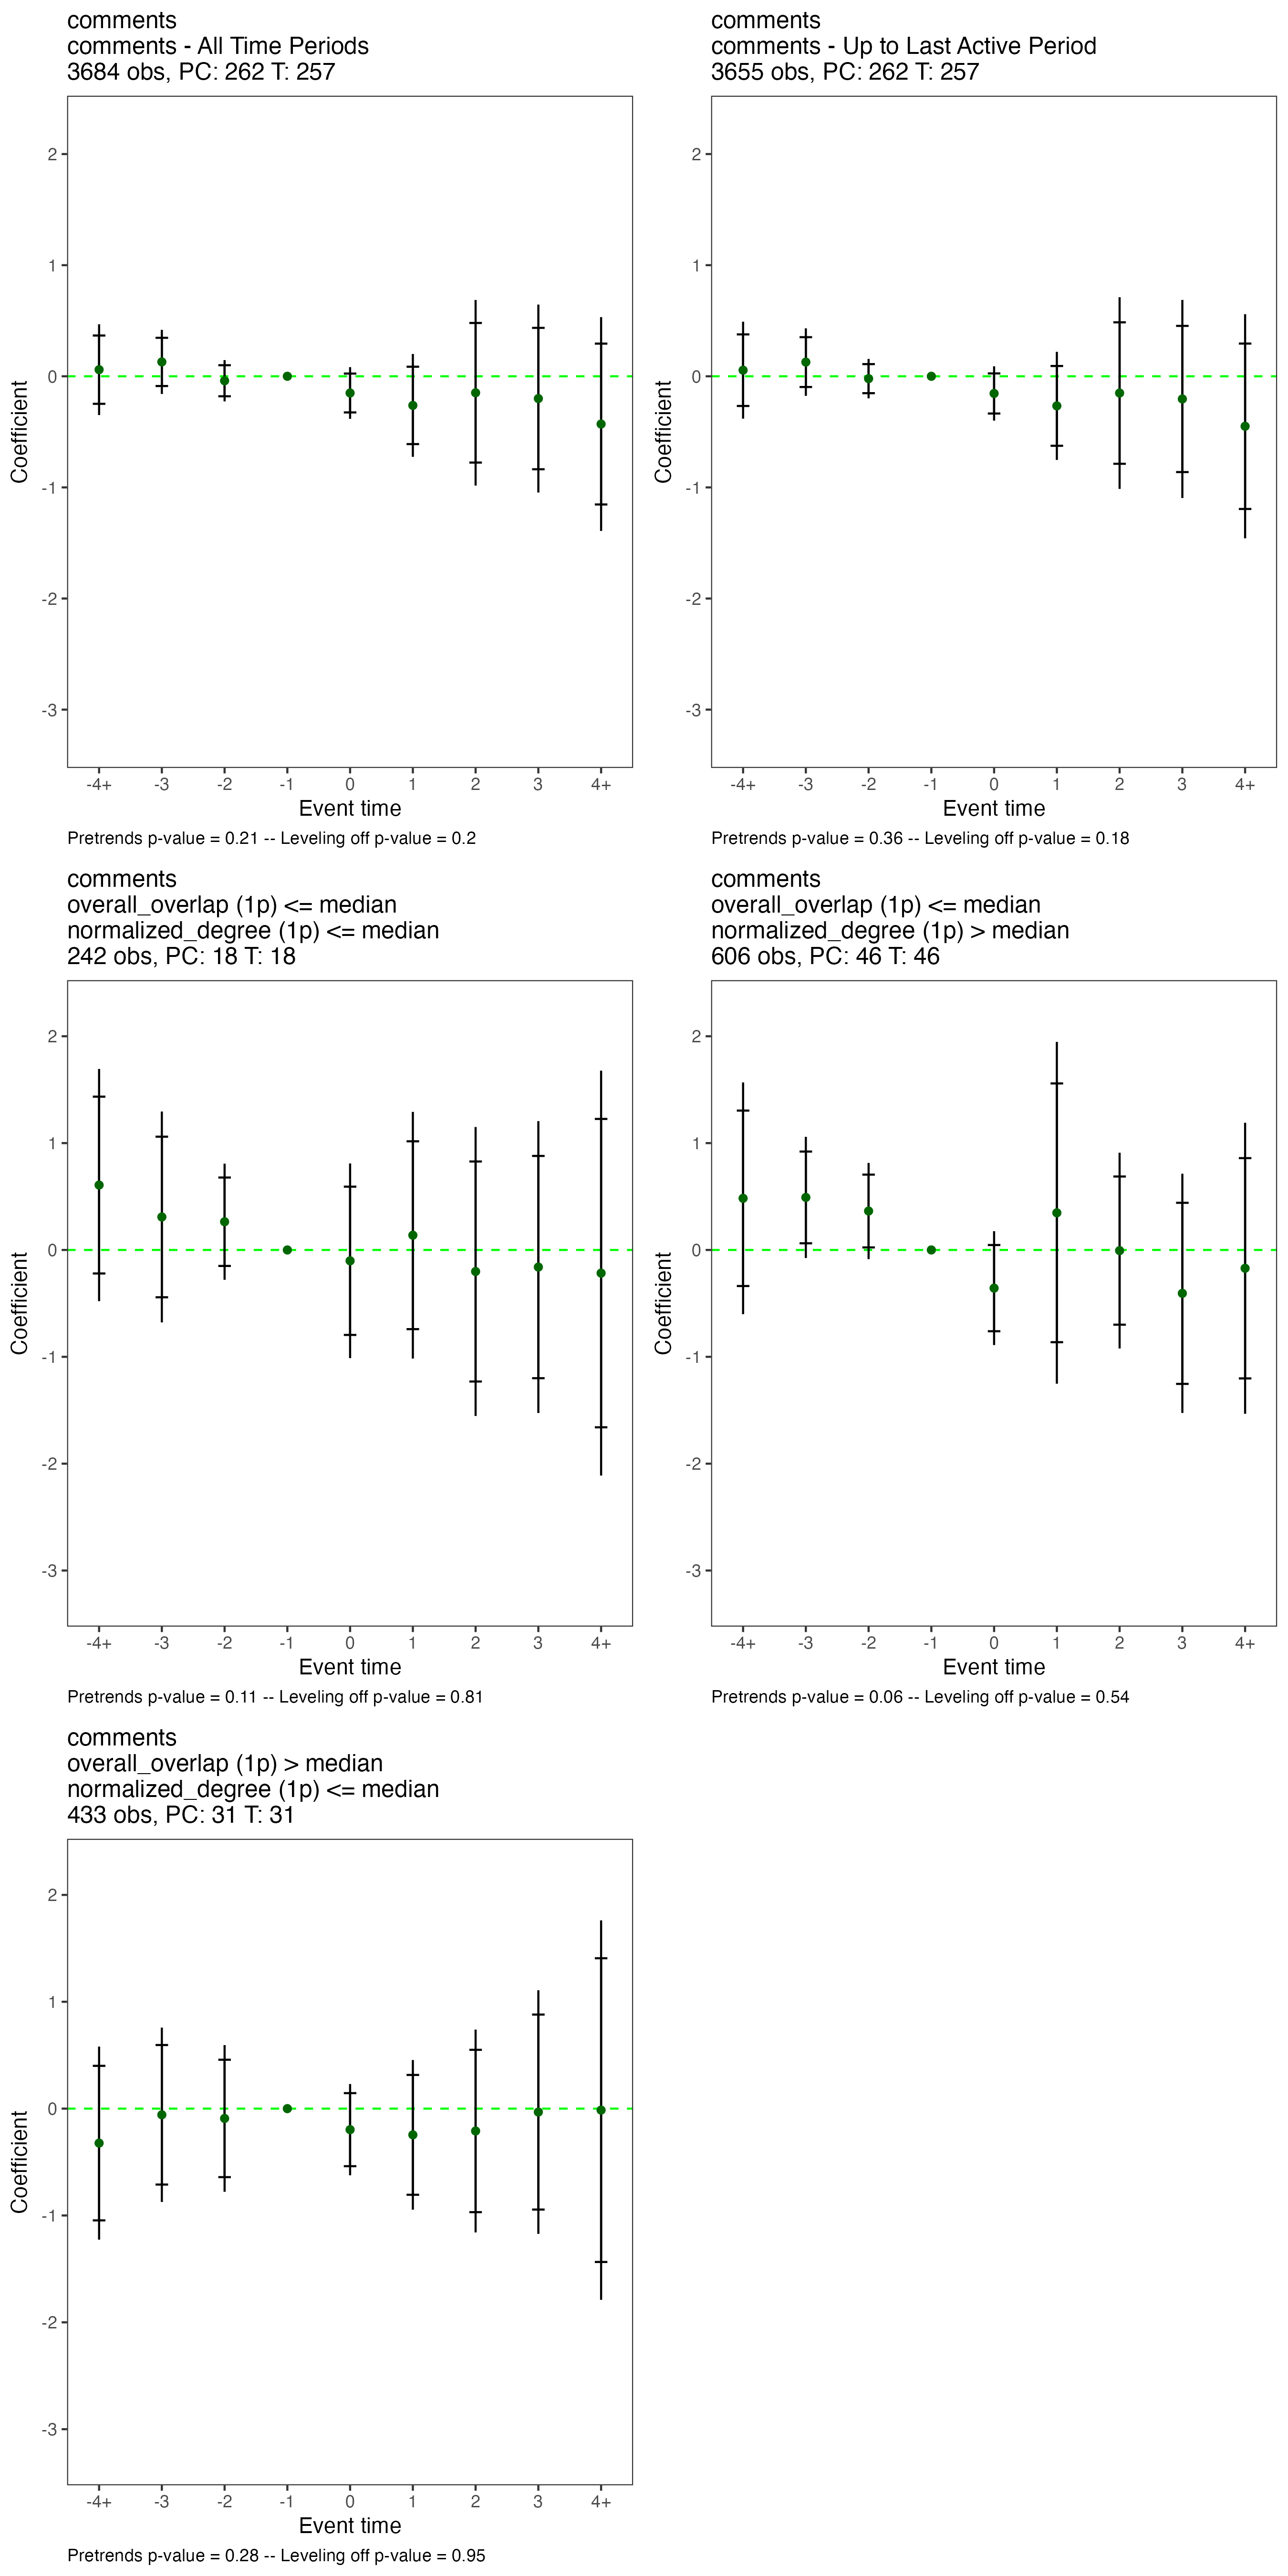 comments
comments - All Time Periods
3684 obs, PC: 262 T: 257
2
1
0
-1
-2
-3
Coefficient
-4+ -3 -2 -1 0 1 2 3 4+
Event time
Pretrends p-value = 0.21 -- Leveling off p-value = 0.2
comments
comments - Up to Last Active Period
3655 obs, PC: 262 T: 257
2
1
0
-1
-2
-3
Coefficient
-4+ -3 -2 -1 0 1 2 3 4+
Event time
Pretrends p-value = 0.36 -- Leveling off p-value = 0.18
comments
overall_overlap (1p) <= median
normalized_degree (1p) <= median
242 obs, PC: 18 T: 18
2
1
0
-1
-2
-3
Coefficient
-4+ -3 -2 -1 0 1 2 3 4+
Event time
Pretrends p-value = 0.11 -- Leveling off p-value = 0.81
comments
overall_overlap (1p) <= median
normalized_degree (1p) > median
606 obs, PC: 46 T: 46
2
1
0
-1
-2
-3
Coefficient
-4+ -3 -2 -1 0 1 2 3 4+
Event time
Pretrends p-value = 0.06 -- Leveling off p-value = 0.54
comments
overall_overlap (1p) > median
normalized_degree (1p) <= median
433 obs, PC: 31 T: 31
2
1
0
-1
-2
-3
Coefficient
-4+ -3 -2 -1 0 1 2 3 4+
Event time
Pretrends p-value = 0.28 -- Leveling off p-value = 0.95